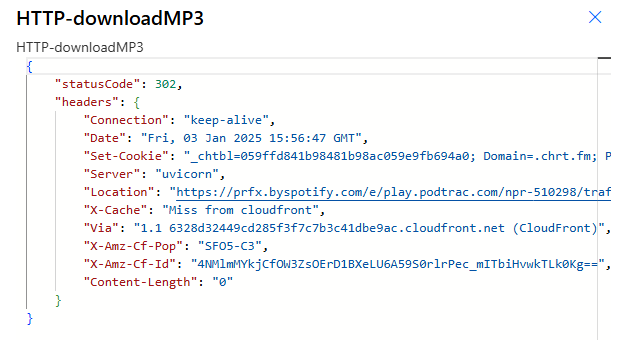 HTTP-downloadMP3
HTTP-downloadMP3
{
"statusCode": 302,
"headers": {
"Connection": "keep-alive",
"Date": "Fri, 03 Jan 2025 15:56:47 GMT",
"Set-Cookie": "_chtbl=059ffd841b98481b98ac059e9fb694a0; Domain=.chrt.fm; P
"Server": "uvicorn",
"Location": "https://prfx.byspotify.com/e/play.podtrac.com/npr-510298/traf
"X-Cache": "Miss from cloudfront",
"Via": "1.1 6328d32449cd285f3f7c7b3c41dbe9ac.cloudfront.net (CloudFront)",
"X-Amz-Cf-Pop": "SFO5-C3",
"X-Amz-Cf-Id": "4NMlmMYkjCfOW3ZsOErD1BXeLU6A59S0rlrPec_mITbiHvwkTLk0Kg==",
"Content-Length": "0"
}
}